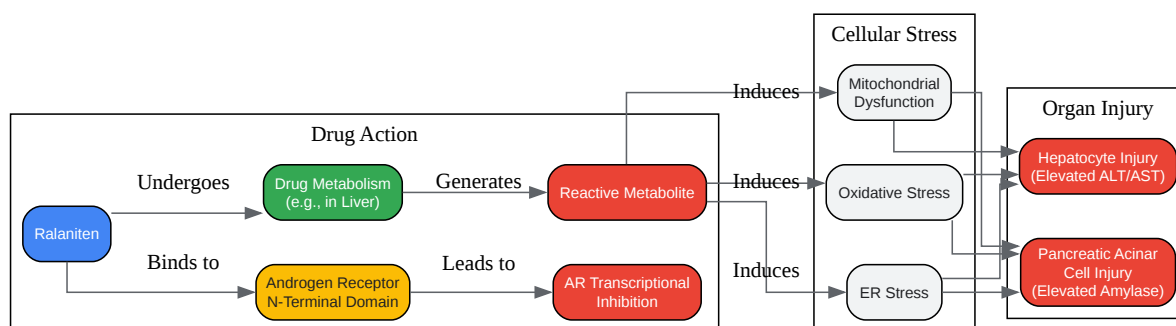 Cellular Stress
Mitochondrial
Dysfunction
Induces
Organ Injury
Drug Action
Hepatocyte Injury
(Elevated ALT/AST)
Undergoes
Drug Metabolism
(e.g., in Liver)
Generates
Reactive Metabolite
Induces
Oxidative Stress
Ralaniten
Binds to
Androgen Receptor
N-Terminal Domain
Leads to
AR Transcriptional
Inhibition
Induces
ER Stress
Pancreatic Acinar
Cell Injury
(Elevated Amylase)